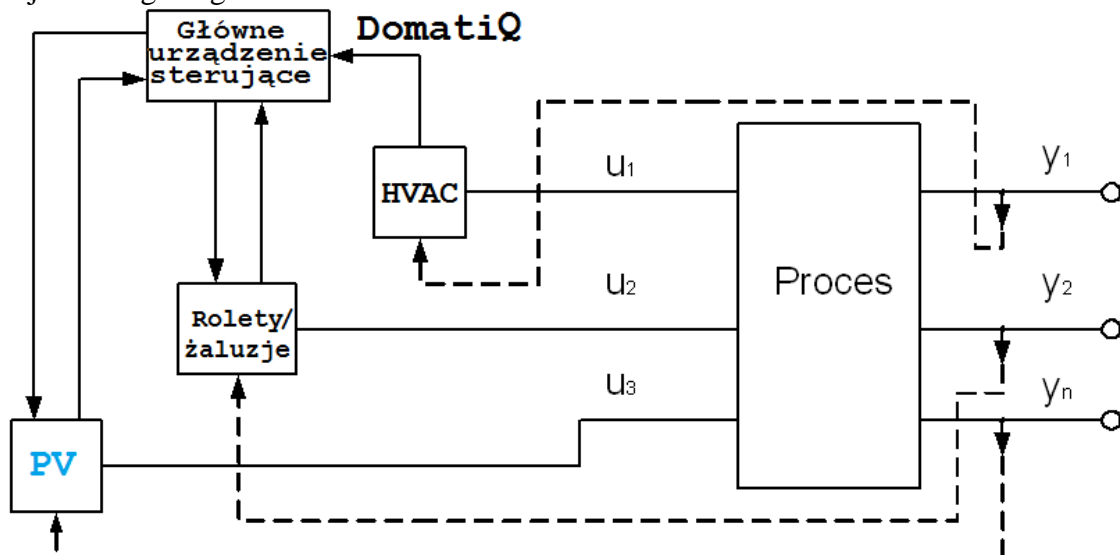 Główne
urządzenie
sterujące
DomatiQ
HVAC
u1
y1
Proces
u2
y2
Rolety/
żaluzje
u3
yn
PV